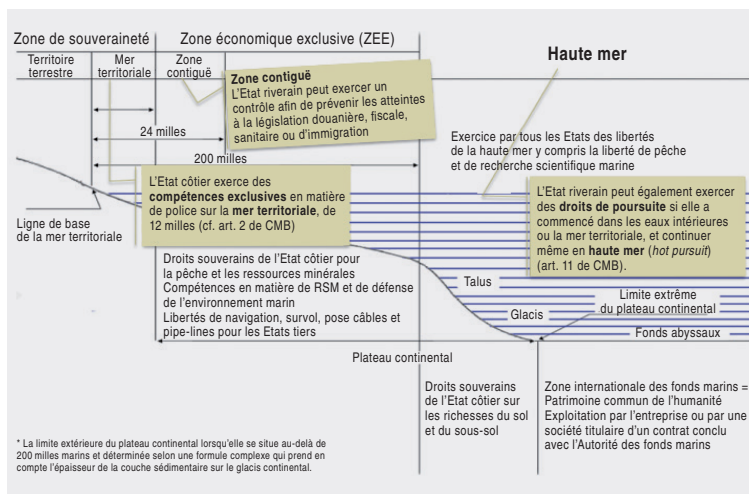 Zone de souveraineté
Zone économique exclusive (ZEE)
Haute mer
Territoire
terrestre
Mer
territoriale
Zone
contiguë
Zone contiguë
L'Etat riverain peut exercer un
contrôle afin de prévenir les atteintes
à la législation douanière, fiscale,
sanitaire ou d'immigration
24 milles
200 milles
Exercice par tous les Etats des libertés
de la haute mer y compris la liberté de pêche
et de recherche scientifique marine
L'Etat côtier exerce des
compétences exclusives en matière
de police sur la mer territoriale, de
12 milles (cf. art. 2 de CMB)
L'Etat riverain peut également exercer
des droits de poursuite si elle a
commencé dans les eaux intérieures
ou la mer territoriale, et continuer
même en haute mer (hot pursuit)
(art. 11 de CMB).
Ligne de base
de la mer territoriale
Droits souverains de l'Etat côtier pour
la pêche et les ressources minérales
Compétences en matière de RSM et de défense
de l'environnement marin
Libertés de navigation, survol, pose câbles et
pipe-lines pour les Etats tiers
Talus
Glacis
Limite extrême
du plateau continental
Fonds abyssaux
Plateau continental
Droits souverains
de l'Etat côtier sur
les richesses du sol
et du sous-sol
Zone internationale des fonds marins =
Patrimoine commun de l'humanité
Exploitation par l'entreprise ou par une
société titulaire d'un contrat conclu
avec l'Autorité des fonds marins
* La limite extérieure du plateau continental lorsqu'elle se situe au-delà de
200 milles marins et déterminée selon une formule complexe qui prend en
compte l'épaisseur de la couche sédimentaire sur le glacis continental.